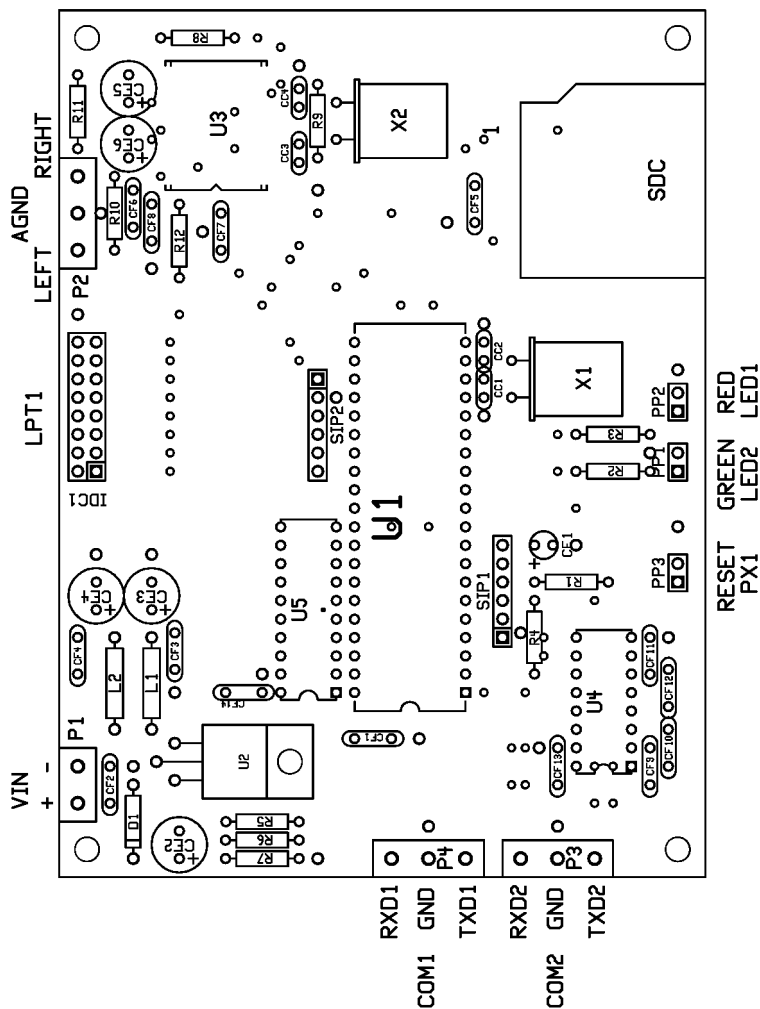 R8
CE5
+
R11
CC4
R9
U3
X2
CE6
+
RIGHT
CC3
1
AGND
SDC
R10
CF6
CF8
R12
CF7
CF5
LEFT
P2
LPT1
CC2
CC1
X1
SIP2
PP2
RED
LED1
R3
R2
PP1
GREEN
LED2
IDC1
U1
CE1
+
CE4
+
CE3
+
U5
SIP1
R1
PP3
RESET
PX1
R4
CF4
CF3
L2
L1
CF14
U4
CF11
CF12
P1
CF1
VIN
-
+
CF2
U2
CF13
CF9
CF10
D1
CE2
+
R5
R6
R7
P4
P3
RXD1
GND
TXD1
RXD2
GND
TXD2
COM1
COM2